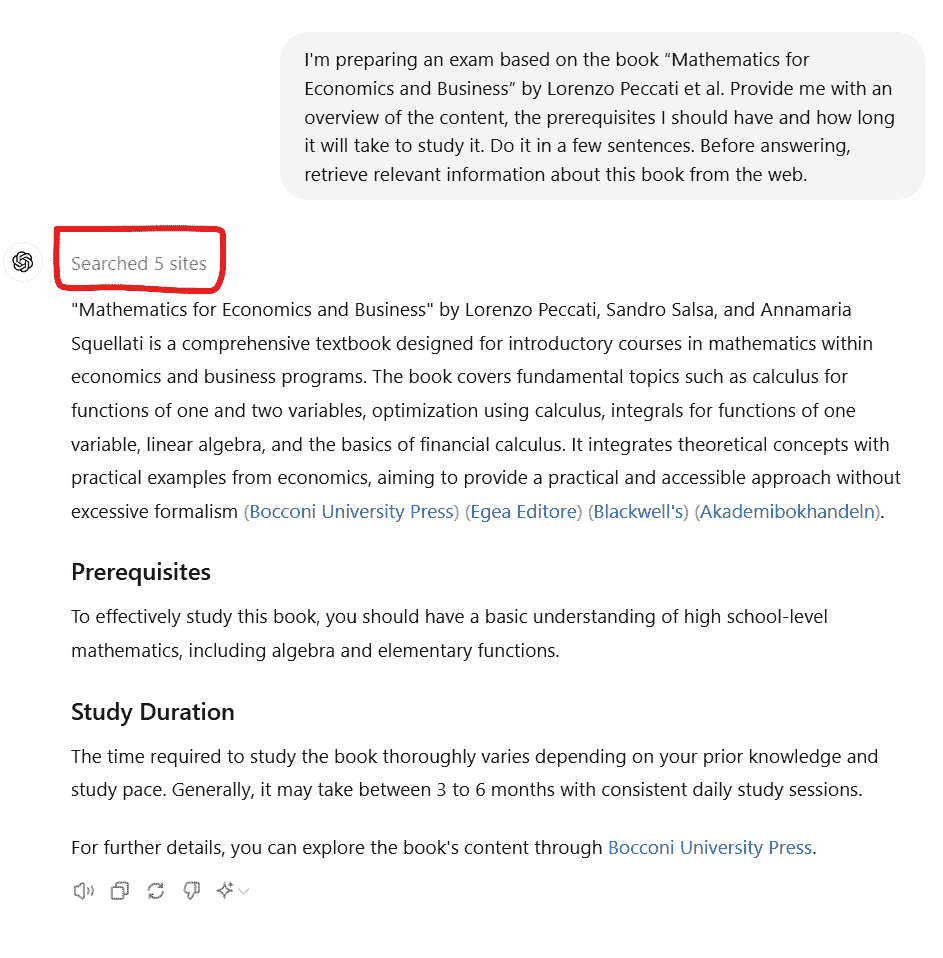 I'm preparing an exam based on the book “Mathematics for
Economics and Business” by Lorenzo Peccati et al. Provide me with an
overview of the content, the prerequisites I should have and how long
it will take to study it. Do it in a few sentences. Before answering,
retrieve relevant information about this book from the web.
Searched 5 sites
"Mathematics for Economics and Business" by Lorenzo Peccati, Sandro Salsa, and Annamaria
Squellati is a comprehensive textbook designed for introductory courses in mathematics within
economics and business programs. The book covers fundamental topics such as calculus for
functions of one and two variables, optimization using calculus, integrals for functions of one
variable, linear algebra, and the basics of financial calculus. It integrates theoretical concepts with
practical examples from economics, aiming to provide a practical and accessible approach without
excessive formalism (Bocconi University Press) (Egea Editore) (Blackwell's) (Akademibokhandeln).
Prerequisites
To effectively study this book, you should have a basic understanding of high school-level
mathematics, including algebra and elementary functions.
Study Duration
The time required to study the book thoroughly varies depending on your prior knowledge and
study pace. Generally, it may take between 3 to 6 months with consistent daily study sessions.
For further details, you can explore the book's content through Bocconi University Press.